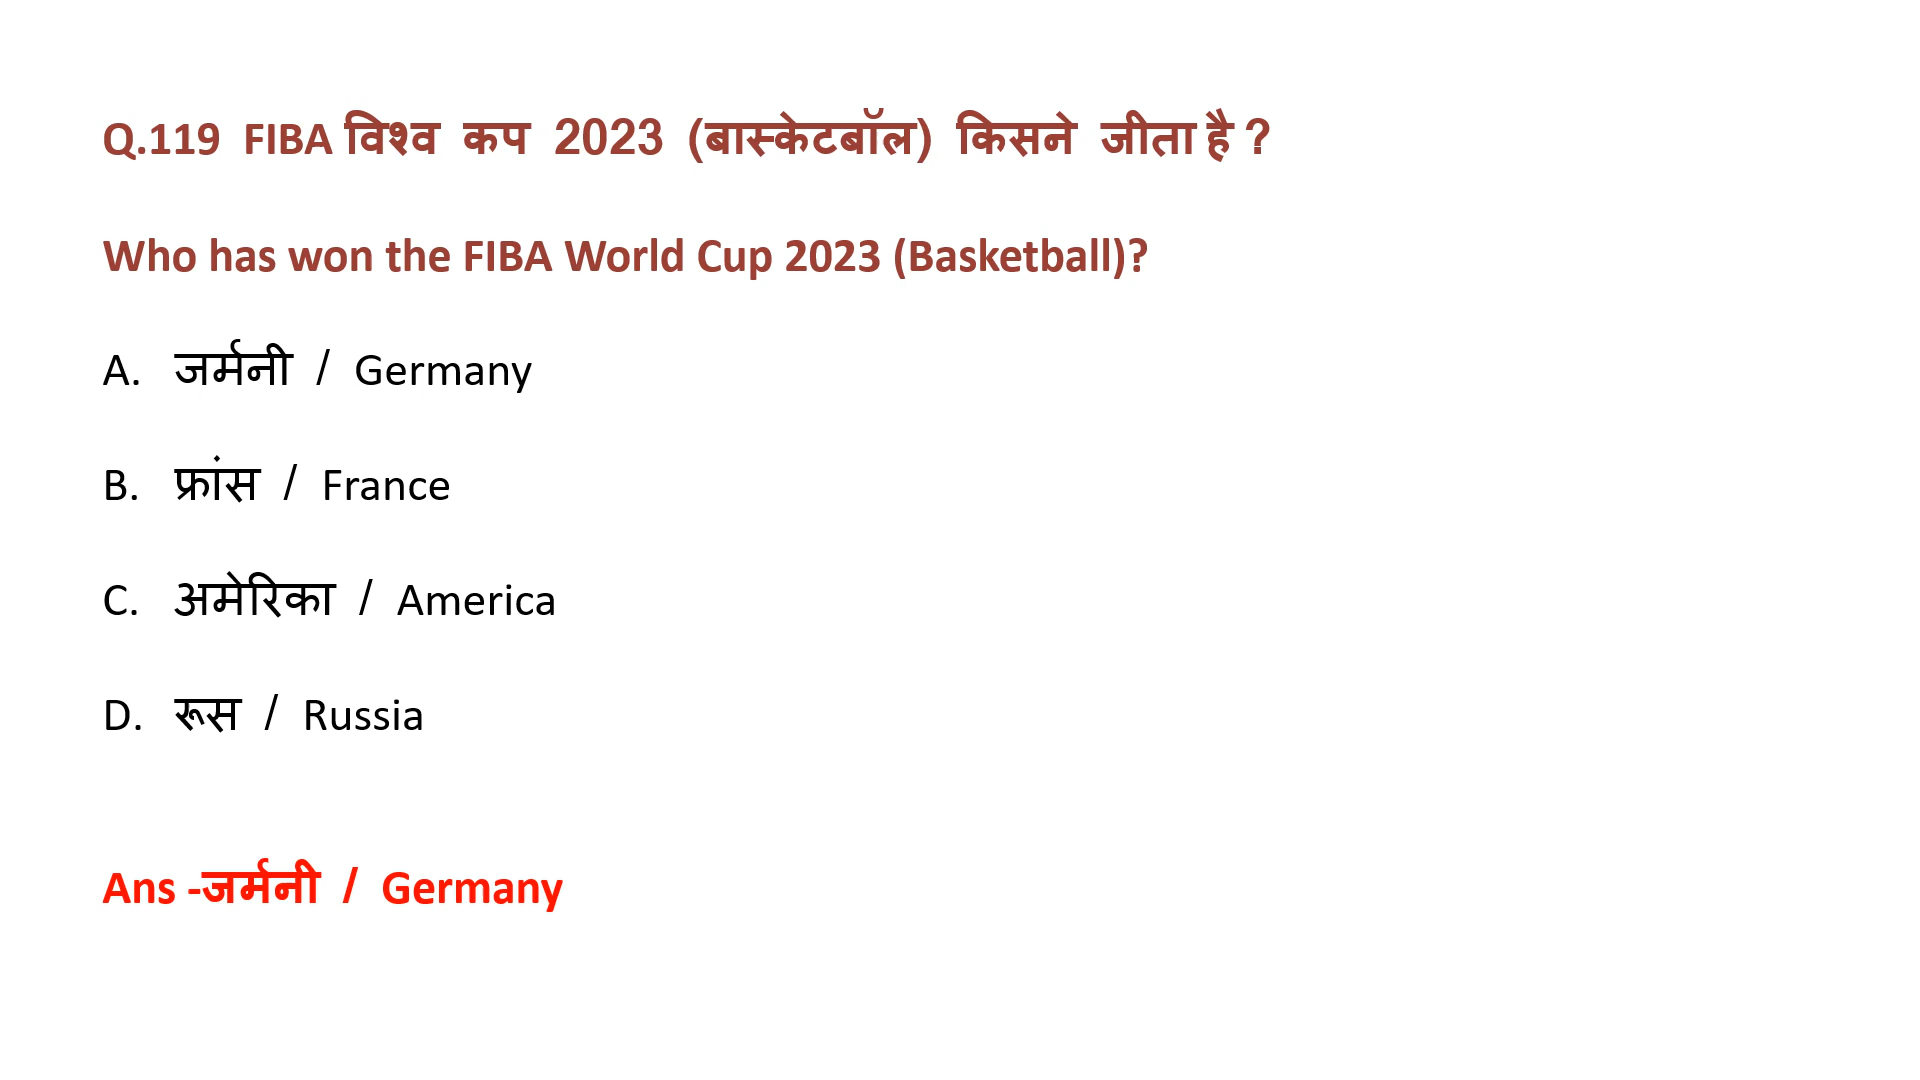 Q.119 FIBA विश्व कप 2023 (बास्केटबॉल) किसने जीता है ?
Who has won the FIBA World Cup 2023 (Basketball)?
A. जर्मनी / Germany
B. फ्रांस / France
C. अमेरिका / America
D. रूस / Russia
Ans -जर्मनी / Germany